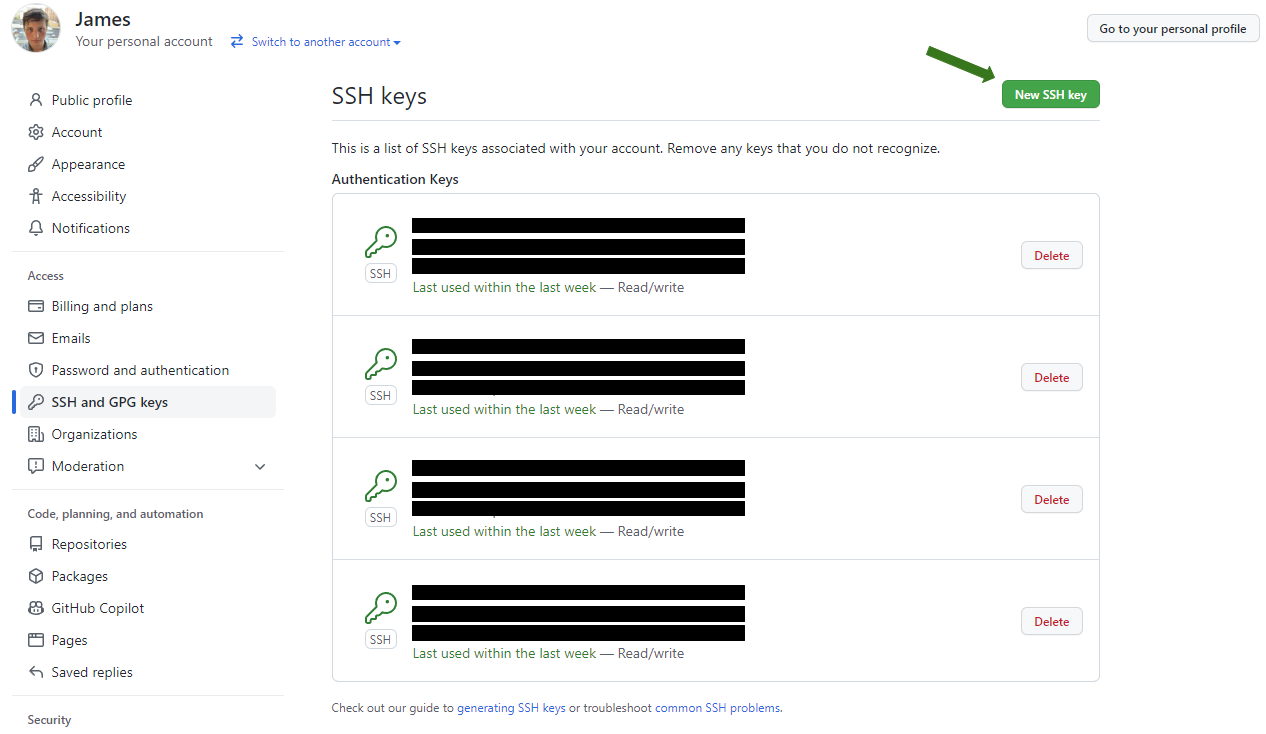 James
Your personal account Switch to another account
Go to your personal profile
Public profile
Account
Appearance
Accessibility
Notifications
Access
Billing and plans
Emails
Password and authentication
SSH and GPG keys
Organizations
Moderation
Code, planning, and automation
Repositories
Packages
GitHub Copilot
Pages
Saved replies
Security
SSH keys
New SSH key
This is a list of SSH keys associated with your account. Remove any keys that you do not recognize.
Authentication Keys
SSH
Last used within the last week — Read/write
Delete
SSH
Last used within the last week — Read/write
Delete
SSH
Last used within the last week — Read/write
Delete
SSH
Last used within the last week — Read/write
Delete
Check out our guide to generating SSH keys or troubleshoot common SSH problems.